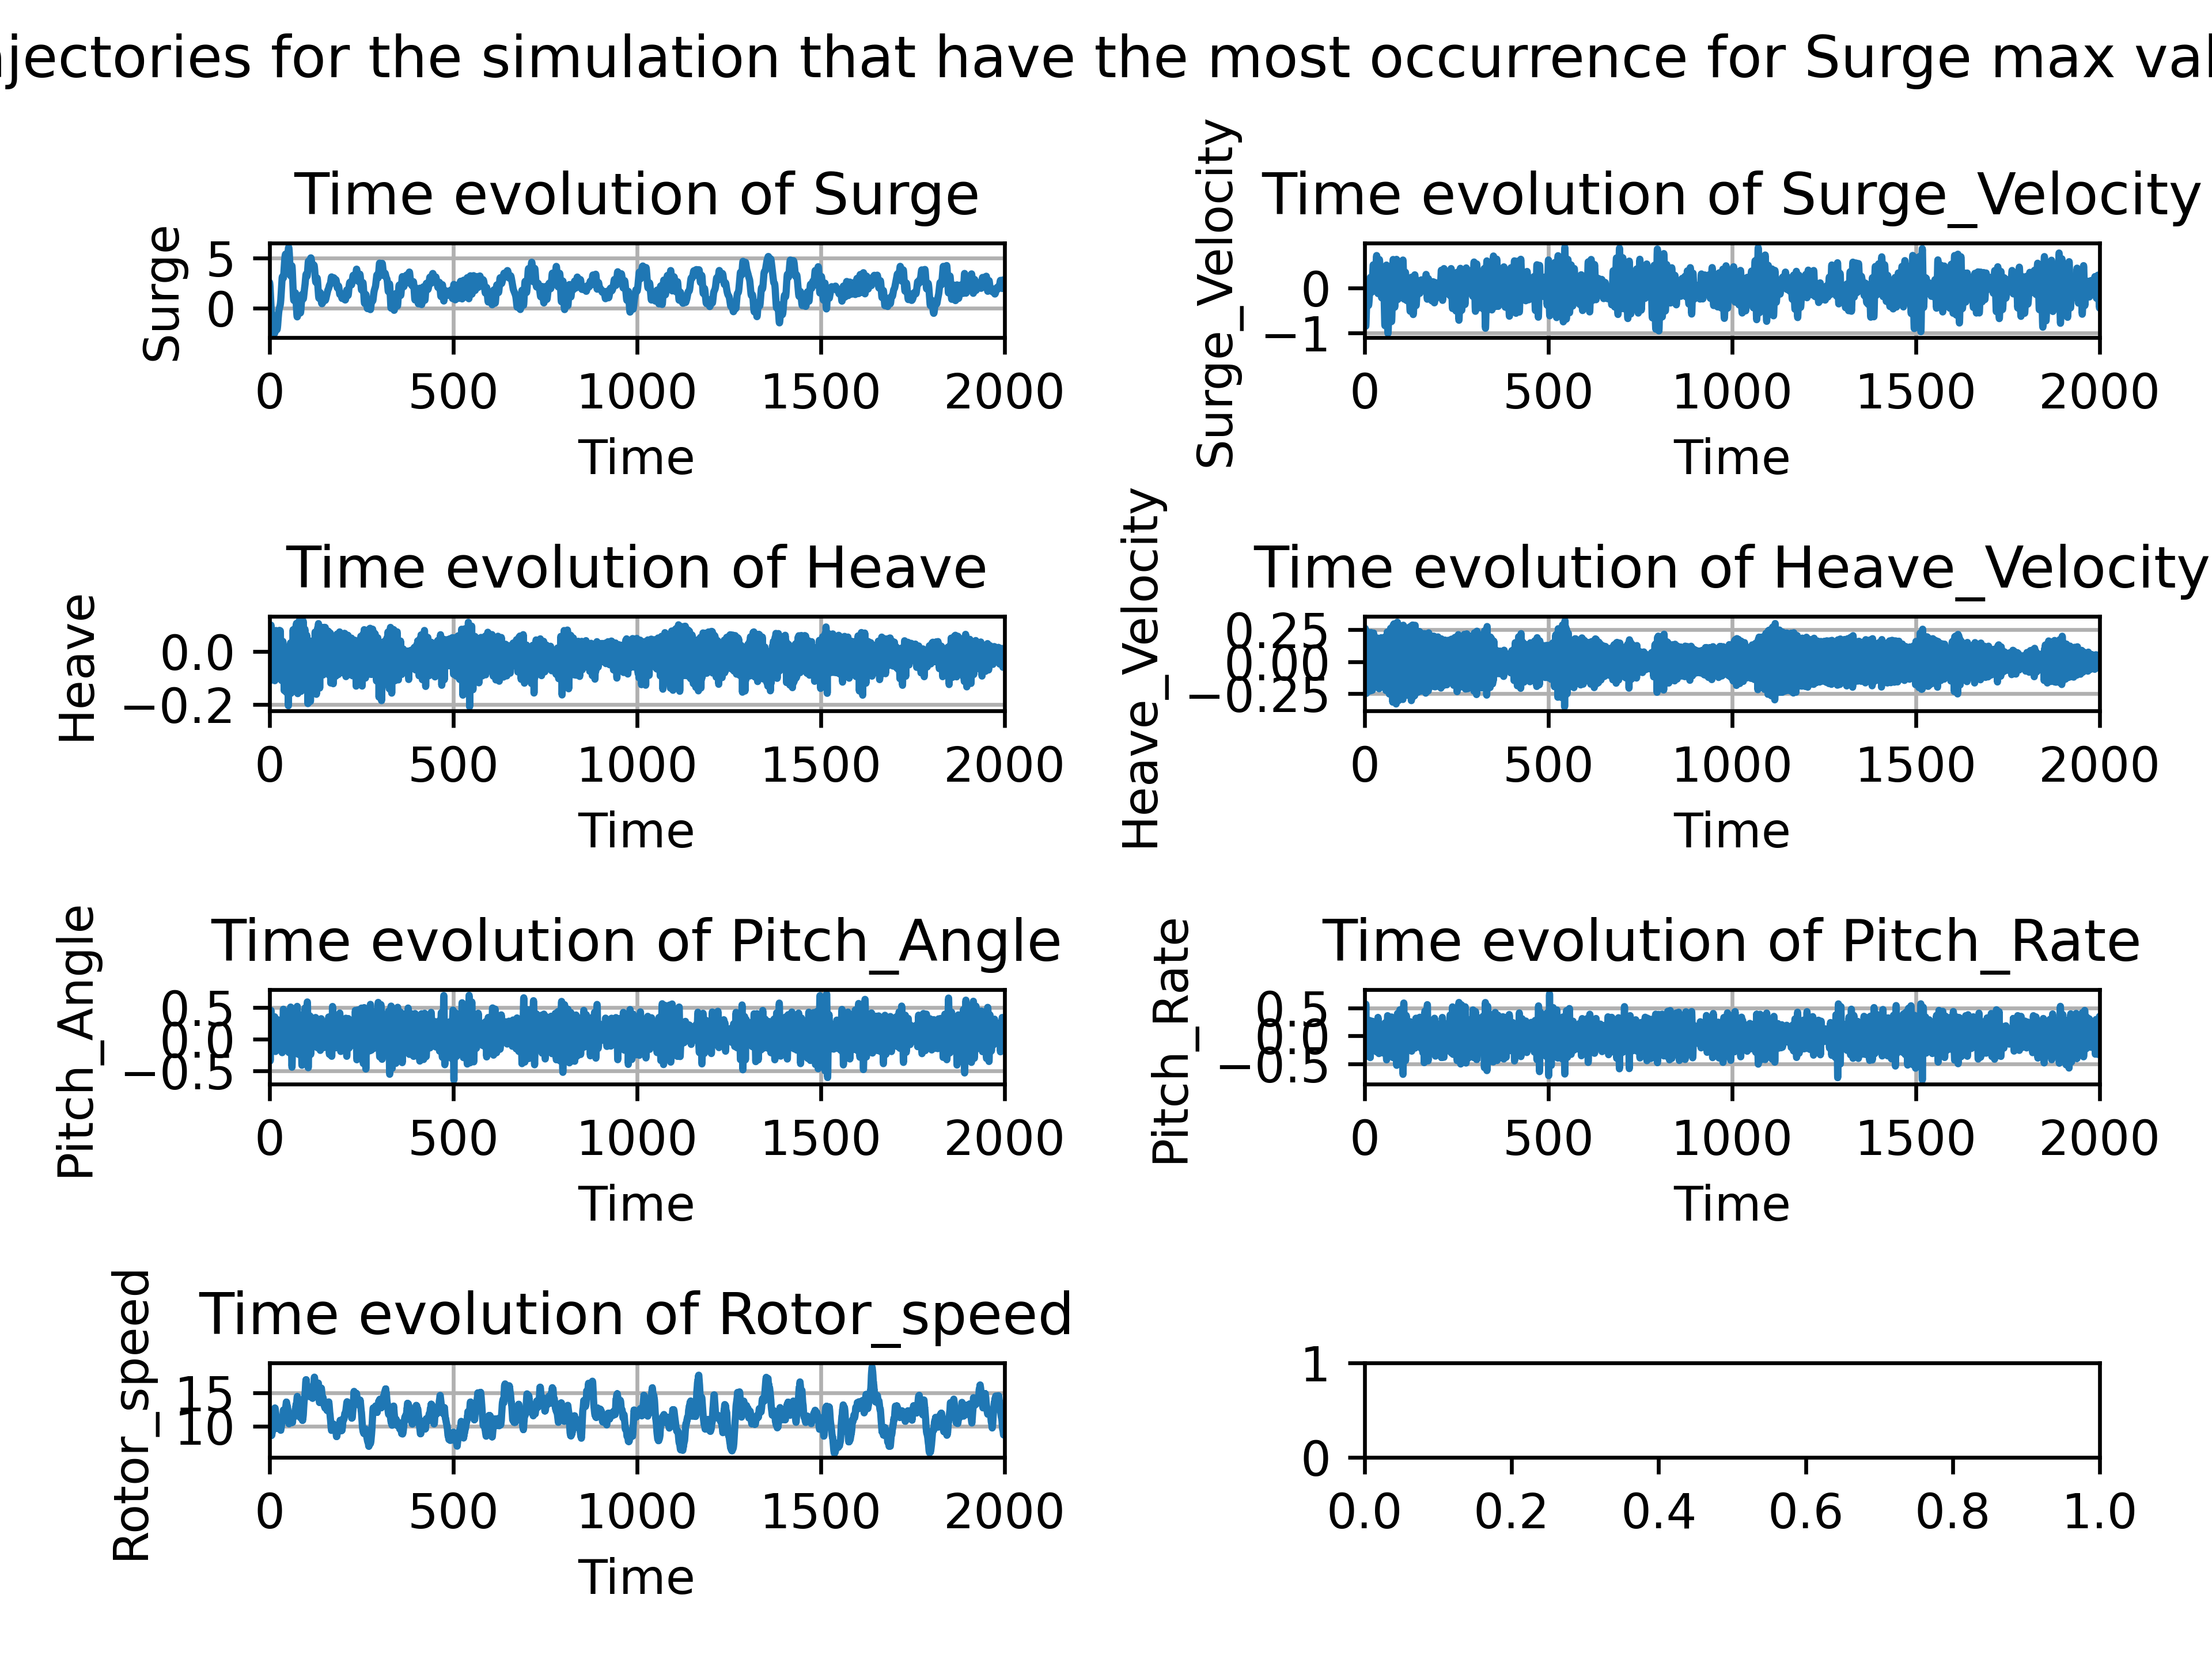 jectories for the simulation that have the most occurrence for Surge max val
Time evolution of Surge
Surge
5
0
0 500 1000 1500 2000
Time
Time evolution of Surge_Velocity
Surge_Velocity
0
−1
0 500 1000 1500 2000
Time
Time evolution of Heave
Heave
0.0
−0.2
0 500 1000 1500 2000
Time
Time evolution of Heave_Velocity
Heave_Velocity
0.25
0.00
−0.25
0 500 1000 1500 2000
Time
Time evolution of Pitch_Angle
Pitch_Angle
0.5
0.0
−0.5
0 500 1000 1500 2000
Time
Time evolution of Pitch_Rate
Pitch_Rate
0.5
0.0
−0.5
0 500 1000 1500 2000
Time
Time evolution of Rotor_speed
Rotor_speed
15
10
0 500 1000 1500 2000
Time
1
0
0.0 0.2 0.4 0.6 0.8 1.0